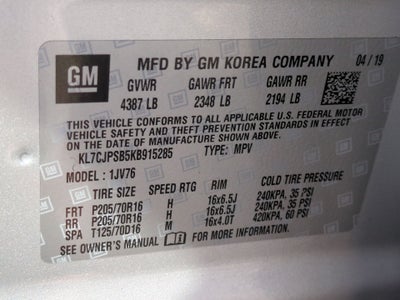 GM
MFD BY GM KOREA COMPANY 04 / 19
GVWR GAWR FRT GAWR RR
4387 LB 2348 LB 2194 LB
THIS VEHICLE CONFORMS TO ALL APPLICABLE U.S. FEDERAL MOTOR
VEHICLE SAFETY, BUMPER, AND THEFT PREVENTION STANDARDS
IN EFFECT ON THE DATE OF MANUFACTURE SHOWN ABOVE.
KL7CJPSB5KB915285 TYPE: MPV
MODEL : 1JV76
TIRE SIZE SPEED RTG RIM COLD TIRE PRESSURE
FRT P205/70R16 H 16x6.5J 240KPA, 35 PSI
RR P205/70R16 H 16x6.5J 240KPA, 35 PSI
SPA T125/70D16 M 16x4.0T 420KPA, 60 PSI
SEE OWNER'S MANUAL FOR MORE INFORMATION.